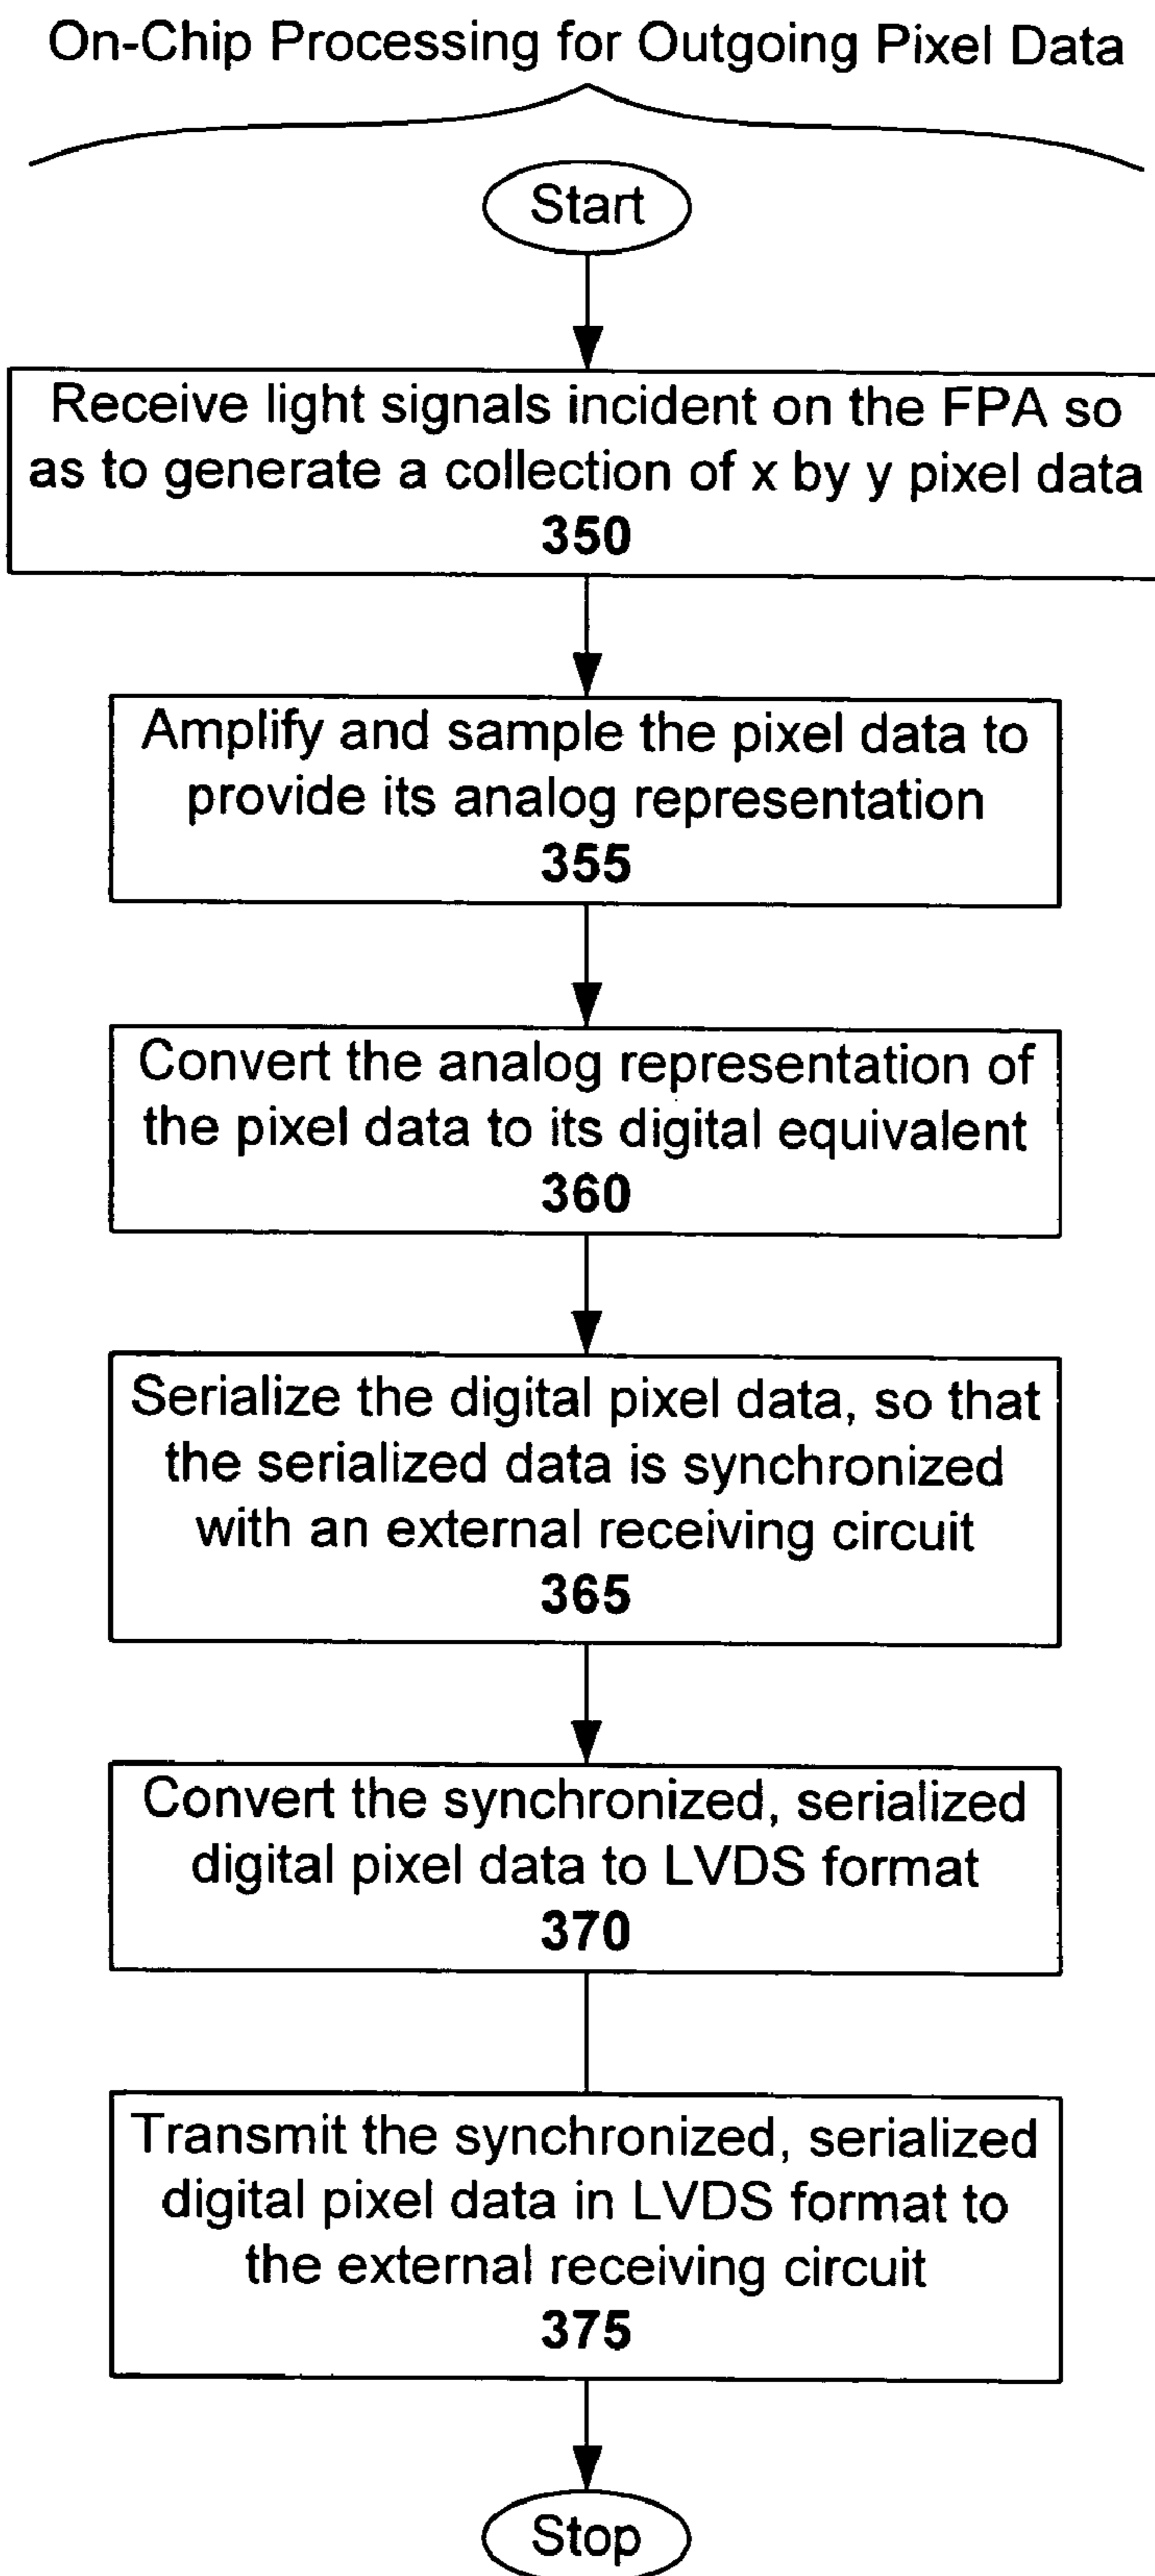 On-Chip Processing for Outgoing Pixel Data
Start
Receive light signals incident on the FPA so
as to generate a collection of x by y pixel data
350
Amplify and sample the pixel data to
provide its analog representation
355
Convert the analog representation of
the pixel data to its digital equivalent
360
Serialize the digital pixel data, so that
the serialized data is synchronized
with an external receiving circuit
365
Convert the synchronized, serialized
digital pixel data to LVDS format
370
Transmit the synchronized, serialized
digital pixel data in LVDS format to
the external receiving circuit
375
Stop